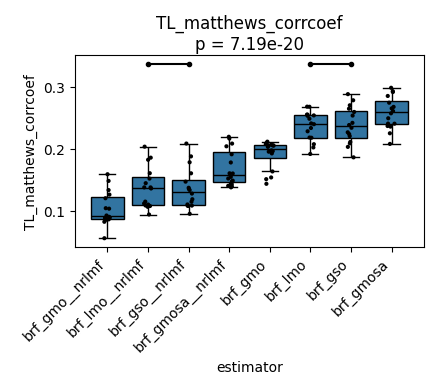 TL_matthews_corrcoef
p = 7.19e-20
TL_matthews_corrcoef
0.3
0.2
0.1
brf_gmo__nrlmf
brf_lmo__nrlmf
brf_gso__nrlmf
brf_gmosa__nrlmf
brf_gmo
brf_lmo
brf_gso
brf_gmosa
estimator